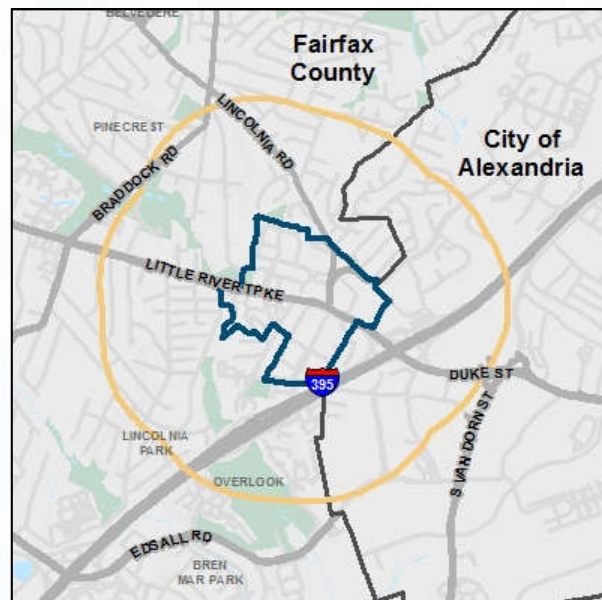 BELVEDERE
Fairfax
County
LINCOLNIA RD
PINECREST
City of
Alexandria
BRADDOCK RD
LITTLE RIVER TPKE
395
DUKE ST
S VAN DORN ST
LINCOLNIA
PARK
OVERLOOK
EDSALL RD
BREN
MAR PARK